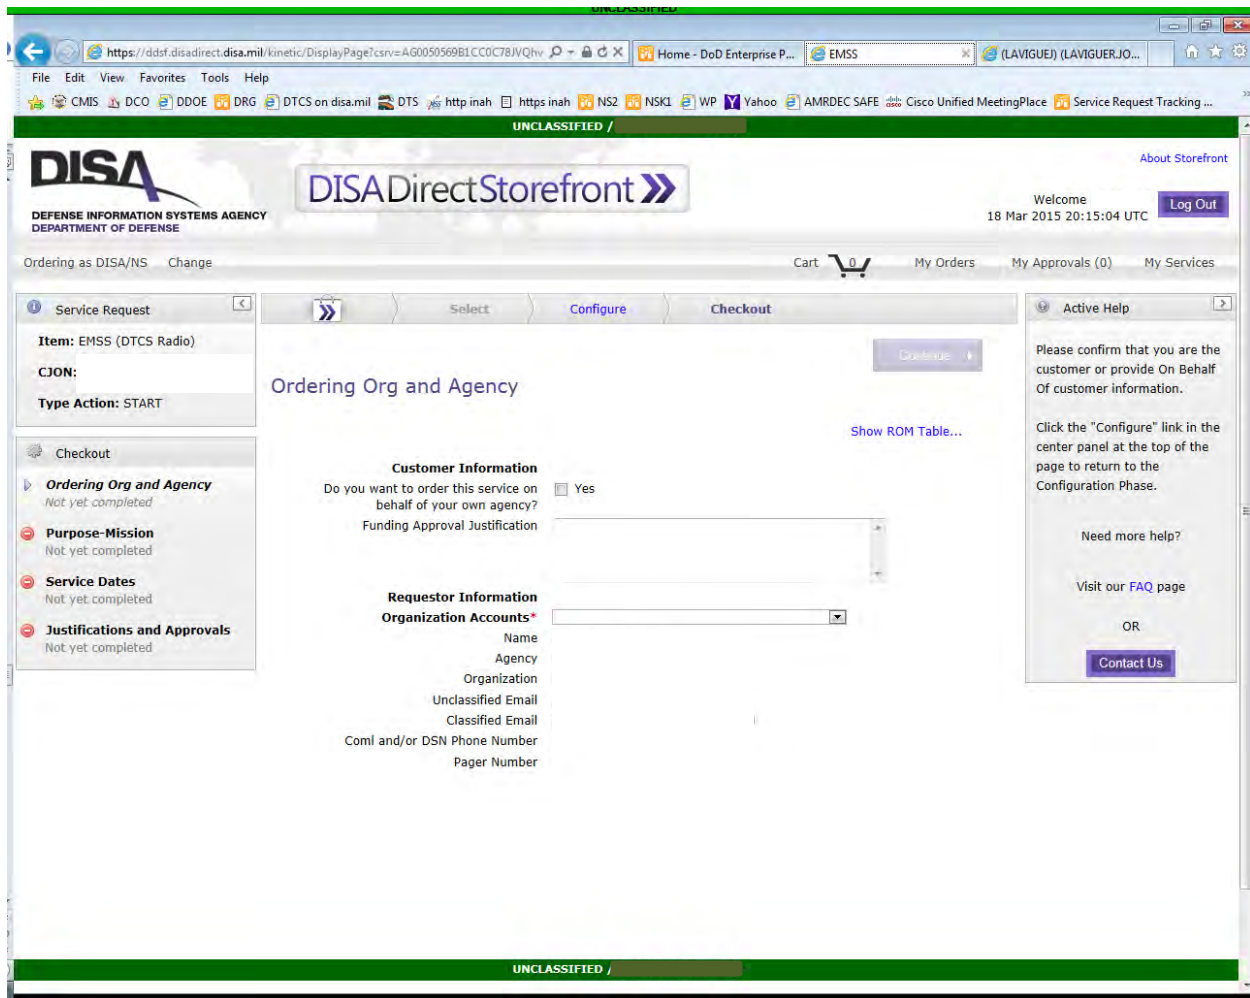 UNCLASSIFIED
https://ddsf.disadirect.disa.mil/kinetic/DisplayPage?csrv=AG0050569B1CC0C78JVQhv
Home - DoD Enterprise P...
EMSS
(LAVIGUEJ) (LAVIGUER.JO...
File Edit View Favorites Tools Help
CMIS DCO DDOE DRG DTCS on disa.mil DTS http inah https inah NS2 NSK1 WP Yahoo AMRDEC SAFE Cisco Unified MeetingPlace Service Request Tracking ...
UNCLASSIFIED /
DISA
DEFENSE INFORMATION SYSTEMS AGENCY
DEPARTMENT OF DEFENSE
DISADirectStorefront
About Storefront
Welcome
18 Mar 2015 20:15:04 UTC
Log Out
Ordering as DISA/NS Change
Cart 0 My Orders My Approvals (0) My Services
Service Request
Item: EMSS (DTCS Radio)
CJON:
Type Action: START
Checkout
Ordering Org and Agency
Not yet completed
Purpose-Mission
Not yet completed
Service Dates
Not yet completed
Justifications and Approvals
Not yet completed
Select Configure Checkout
Continue
Ordering Org and Agency
Show ROM Table...
Customer Information
Do you want to order this service on
behalf of your own agency?
Yes
Funding Approval Justification
Requestor Information
Organization Accounts*
Name
Agency
Organization
Unclassified Email
Classified Email
Coml and/or DSN Phone Number
Pager Number
Active Help
Please confirm that you are the
customer or provide On Behalf
Of customer information.
Click the "Configure" link in the
center panel at the top of the
page to return to the
Configuration Phase.
Need more help?
Visit our FAQ page
OR
Contact Us
UNCLASSIFIED /